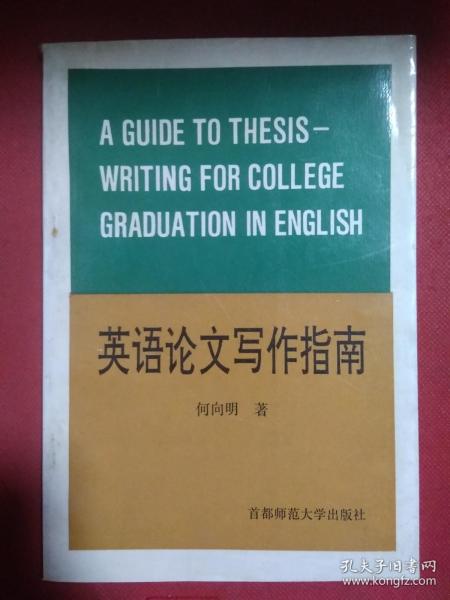 A GUIDE TO THESIS–
WRITING FOR COLLEGE
GRADUATION IN ENGLISH
英语论文写作指南
何向明 著
首都师范大学出版社
孔夫子旧书网
www.kongfz.com